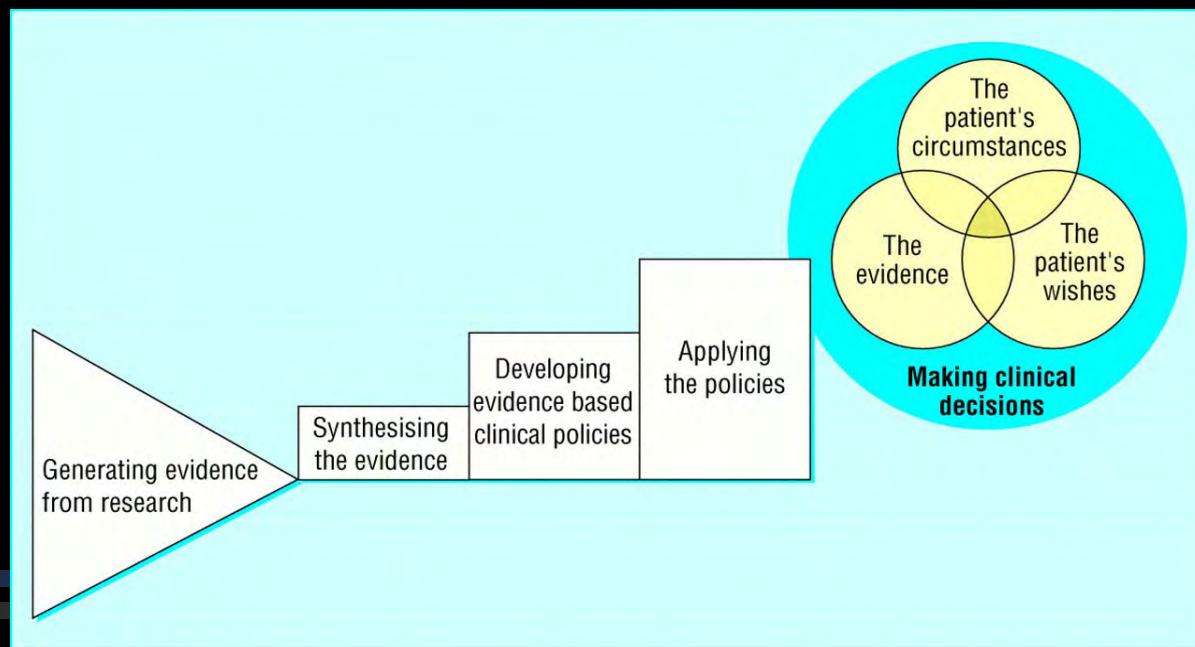 Generating evidence
from research
Synthesising
the evidence
Developing
evidence based
clinical policies
Applying
the policies
The
patient's
circumstances
The
evidence
The
patient's
wishes
Making clinical
decisions